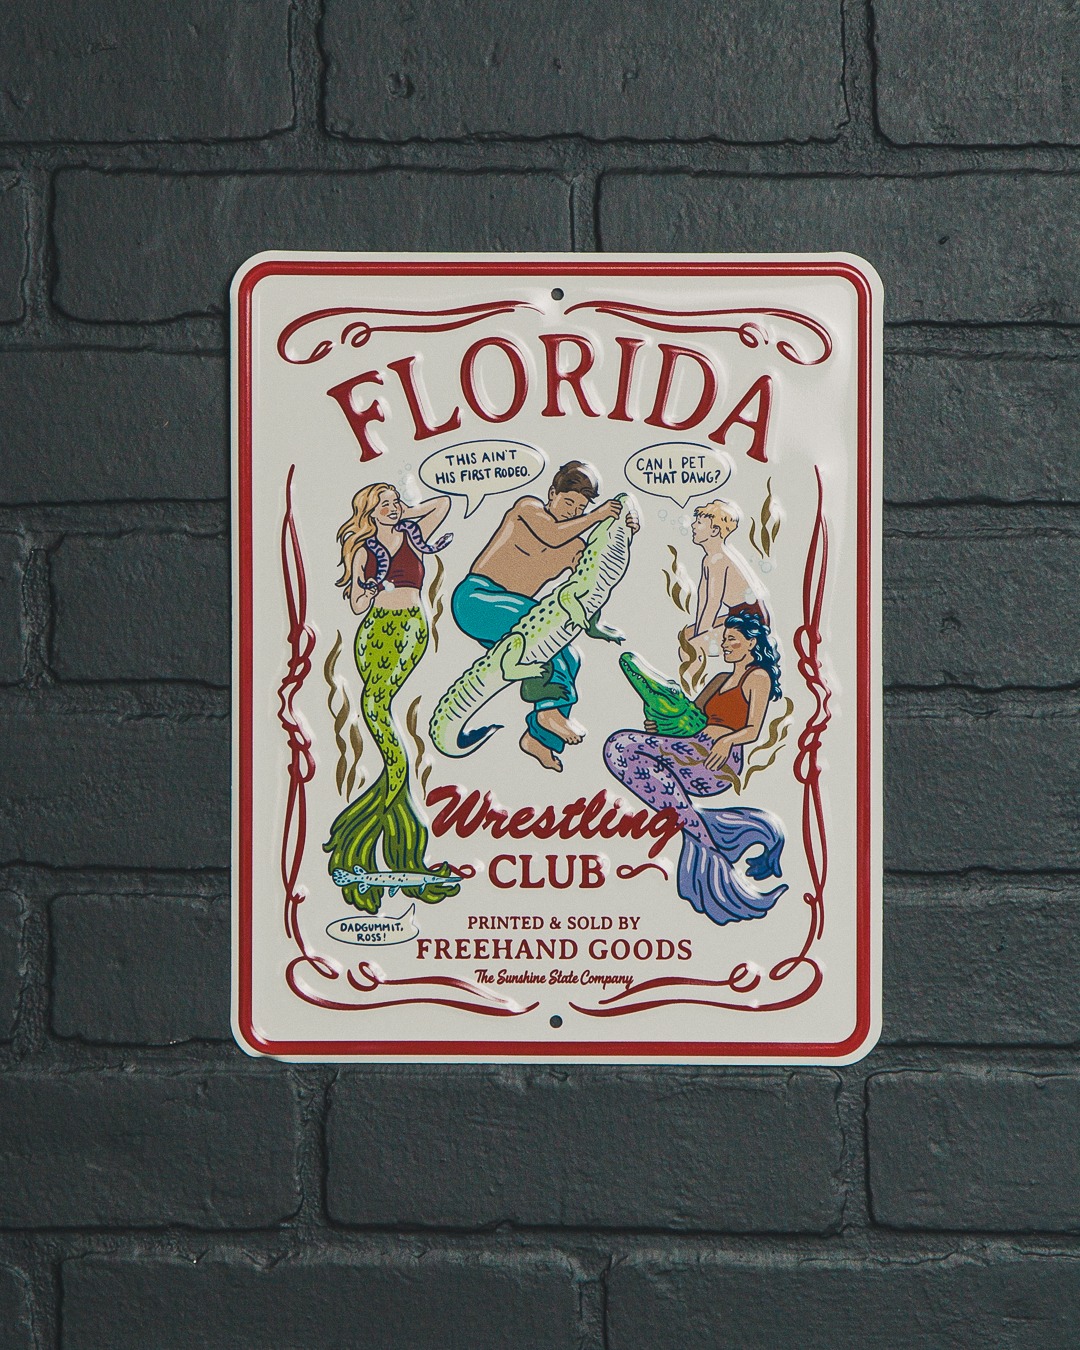 FLORIDA
THIS AIN'T
HIS FIRST RODEO.
CAN I PET
THAT DAWG?
Wrestling
CLUB
DADGUMMIT,
ROSS!
PRINTED & SOLD BY
FREEHAND GOODS
The Sunshine State Company